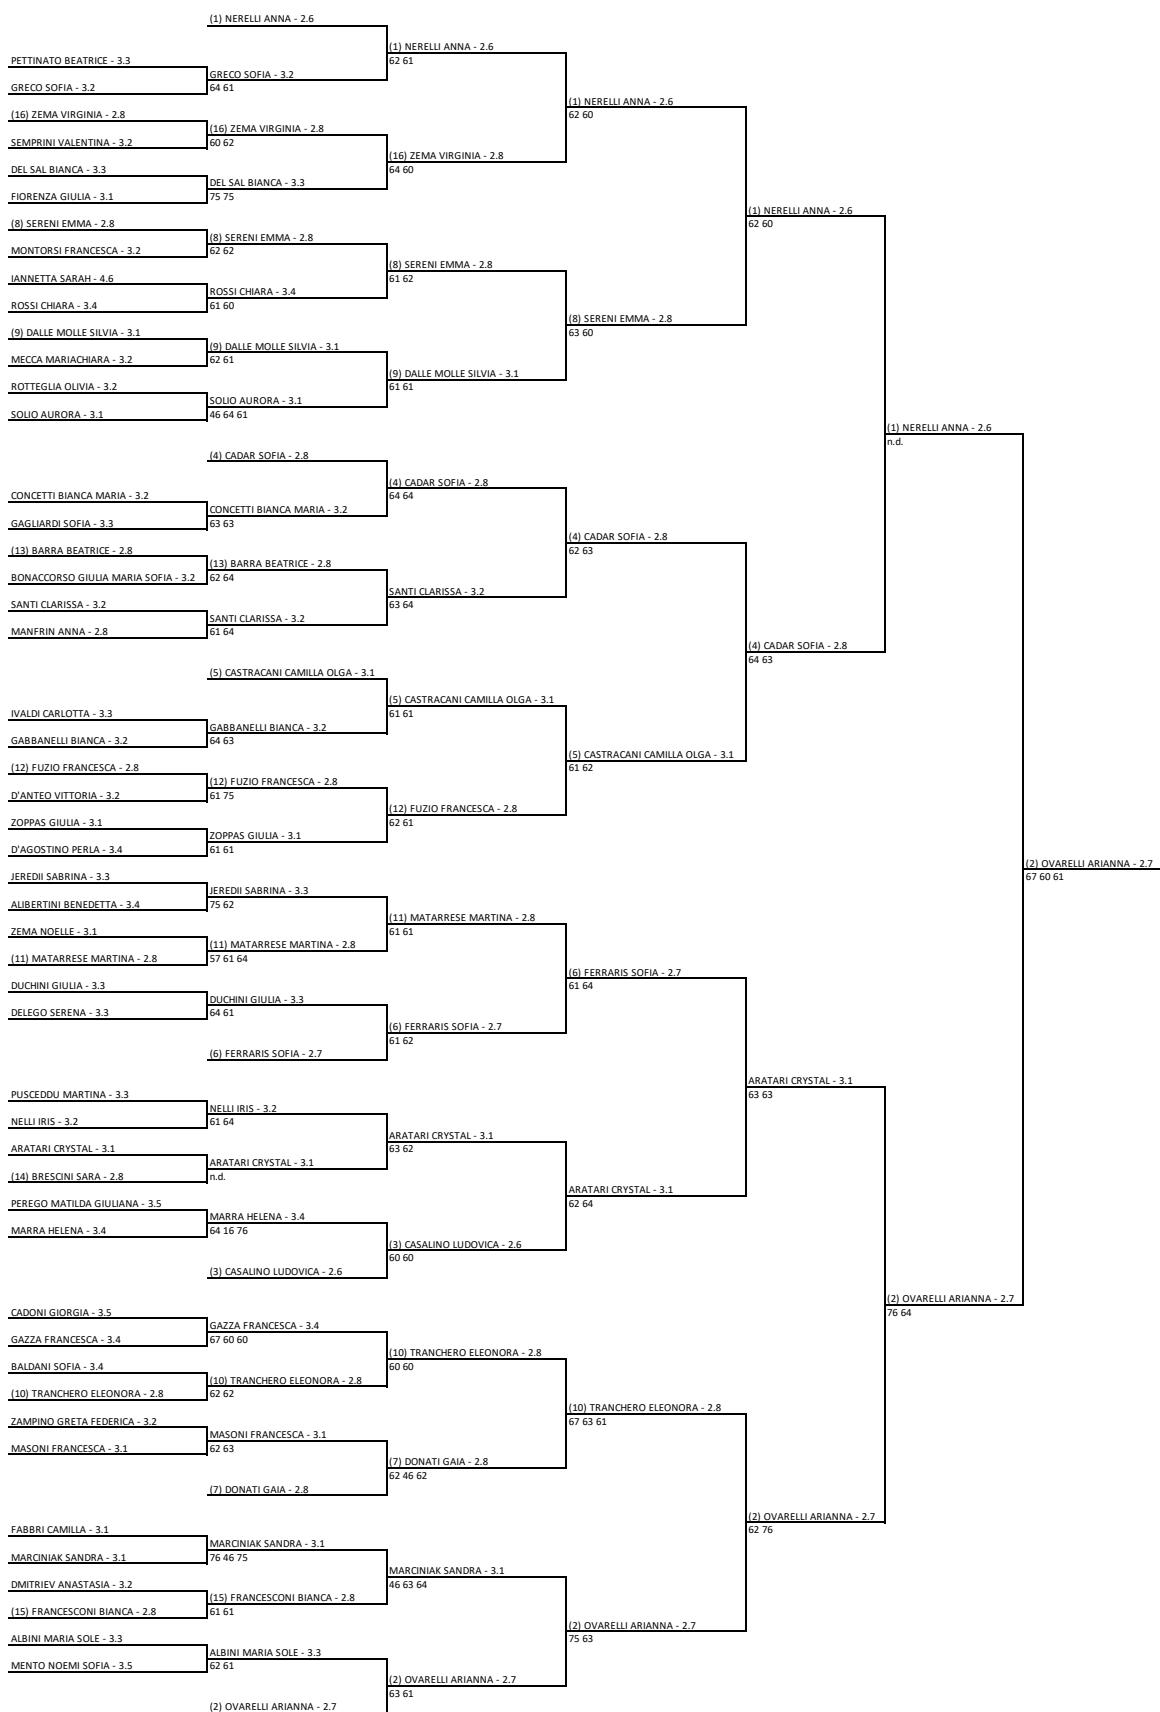 (1) NERELLI ANNA - 2.6
(1) NERELLI ANNA - 2.6
PETTINATO BEATRICE - 3.3
62 61
GRECO SOFIA - 3.2
GRECO SOFIA - 3.2
64 61
(1) NERELLI ANNA - 2.6
(16) ZEMA VIRGINIA - 2.8
62 60
(16) ZEMA VIRGINIA - 2.8
SEMPRINI VALENTINA - 3.2
60 62
(16) ZEMA VIRGINIA - 2.8
DEL SAL BIANCA - 3.3
64 60
DEL SAL BIANCA - 3.3
FIORENZA GIULIA - 3.1
75 75
(1) NERELLI ANNA - 2.6
(8) SERENI EMMA - 2.8
62 60
(8) SERENI EMMA - 2.8
MONTORSI FRANCESCA - 3.2
62 62
(8) SERENI EMMA - 2.8
IANNETTA SARAH - 4.6
61 62
ROSSI CHIARA - 3.4
ROSSI CHIARA - 3.4
61 60
(8) SERENI EMMA - 2.8
(9) DALLE MOLLE SILVIA - 3.1
63 60
(9) DALLE MOLLE SILVIA - 3.1
MECCA MARIACHIARA - 3.2
62 61
(9) DALLE MOLLE SILVIA - 3.1
ROTTEGLIA OLIVIA - 3.2
61 61
SOLIO AURORA - 3.1
SOLIO AURORA - 3.1
46 64 61
(1) NERELLI ANNA - 2.6
n.d.
(4) CADAR SOFIA - 2.8
(4) CADAR SOFIA - 2.8
CONCETTI BIANCA MARIA - 3.2
64 64
CONCETTI BIANCA MARIA - 3.2
GAGLIARDI SOFIA - 3.3
63 63
(4) CADAR SOFIA - 2.8
(13) BARRA BEATRICE - 2.8
62 63
(13) BARRA BEATRICE - 2.8
BONACCORSO GIULIA MARIA SOFIA - 3.2
62 64
SANTI CLARISSA - 3.2
SANTI CLARISSA - 3.2
63 64
SANTI CLARISSA - 3.2
MANFRIN ANNA - 2.8
61 64
(4) CADAR SOFIA - 2.8
64 63
(5) CASTRACANI CAMILLA OLGA - 3.1
(5) CASTRACANI CAMILLA OLGA - 3.1
IVALDI CARLOTTA - 3.3
61 61
GABBANELLI BIANCA - 3.2
GABBANELLI BIANCA - 3.2
64 63
(5) CASTRACANI CAMILLA OLGA - 3.1
(12) FUZIO FRANCESCA - 2.8
61 62
(12) FUZIO FRANCESCA - 2.8
D'ANTEO VITTORIA - 3.2
61 75
(12) FUZIO FRANCESCA - 2.8
ZOPPAS GIULIA - 3.1
62 61
ZOPPAS GIULIA - 3.1
D'AGOSTINO PERLA - 3.4
61 61
(2) OVARELLI ARIANNA - 2.7
JEREDII SABRINA - 3.3
67 60 61
JEREDII SABRINA - 3.3
ALIBERTINI BENEDETTA - 3.4
75 62
(11) MATARRESE MARTINA - 2.8
ZEMA NOELLE - 3.1
61 61
(11) MATARRESE MARTINA - 2.8
(11) MATARRESE MARTINA - 2.8
57 61 64
(6) FERRARIS SOFIA - 2.7
DUCHINI GIULIA - 3.3
61 64
DUCHINI GIULIA - 3.3
DELEGO SERENA - 3.3
64 61
(6) FERRARIS SOFIA - 2.7
61 62
(6) FERRARIS SOFIA - 2.7
ARATARI CRYSTAL - 3.1
PUSCEDDU MARTINA - 3.3
63 63
NELLI IRIS - 3.2
NELLI IRIS - 3.2
61 64
ARATARI CRYSTAL - 3.1
ARATARI CRYSTAL - 3.1
63 62
ARATARI CRYSTAL - 3.1
(14) BRESCINI SARA - 2.8
n.d.
ARATARI CRYSTAL - 3.1
PEREGO MATILDA GIULIANA - 3.5
62 64
MARRA HELENA - 3.4
MARRA HELENA - 3.4
64 16 76
(3) CASALINO LUDOVICA - 2.6
60 60
(3) CASALINO LUDOVICA - 2.6
(2) OVARELLI ARIANNA - 2.7
CADONI GIORGIA - 3.5
76 64
GAZZA FRANCESCA - 3.4
GAZZA FRANCESCA - 3.4
67 60 60
(10) TRANCHERO ELEONORA - 2.8
BALDANI SOFIA - 3.4
60 60
(10) TRANCHERO ELEONORA - 2.8
(10) TRANCHERO ELEONORA - 2.8
62 62
(10) TRANCHERO ELEONORA - 2.8
ZAMPINO GRETA FEDERICA - 3.2
67 63 61
MASONI FRANCESCA - 3.1
MASONI FRANCESCA - 3.1
62 63
(7) DONATI GAIA - 2.8
62 46 62
(7) DONATI GAIA - 2.8
(2) OVARELLI ARIANNA - 2.7
FABBRI CAMILLA - 3.1
62 76
MARCINIAK SANDRA - 3.1
MARCINIAK SANDRA - 3.1
76 46 75
MARCINIAK SANDRA - 3.1
DMITRIEV ANASTASIA - 3.2
46 63 64
(15) FRANCESCONI BIANCA - 2.8
(15) FRANCESCONI BIANCA - 2.8
61 61
(2) OVARELLI ARIANNA - 2.7
ALBINI MARIA SOLE - 3.3
75 63
ALBINI MARIA SOLE - 3.3
MENTO NOEMI SOFIA - 3.5
62 61
(2) OVARELLI ARIANNA - 2.7
63 61
(2) OVARELLI ARIANNA - 2.7